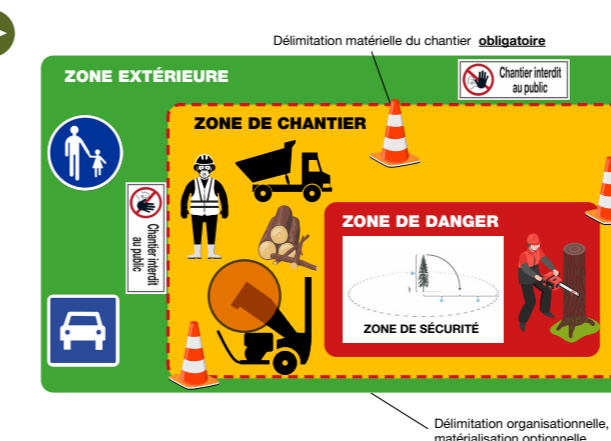 Délimitation matérielle du chantier obligatoire
ZONE EXTÉRIEURE
Chantier interdit
au public
ZONE DE CHANTIER
Chantier interdit
au public
ZONE DE DANGER
ZONE DE SÉCURITÉ
Délimitation organisationnelle,
matérialisation optionnelle